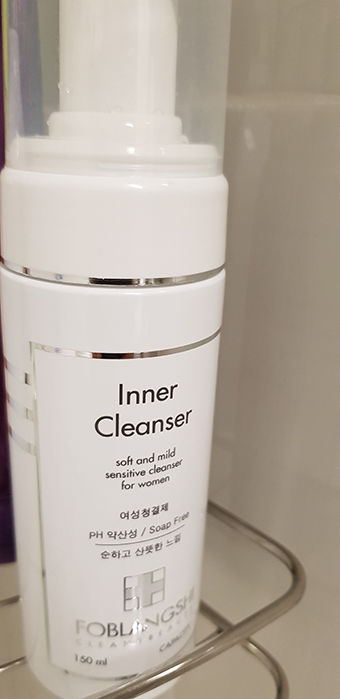 Inner
Cleanser
soft and mild
sensitive cleanser
for women
여성청결제
PH 약산성 / Soap Free
순하고 산뜻한 느낌
FOBLANGSHE
150 ml